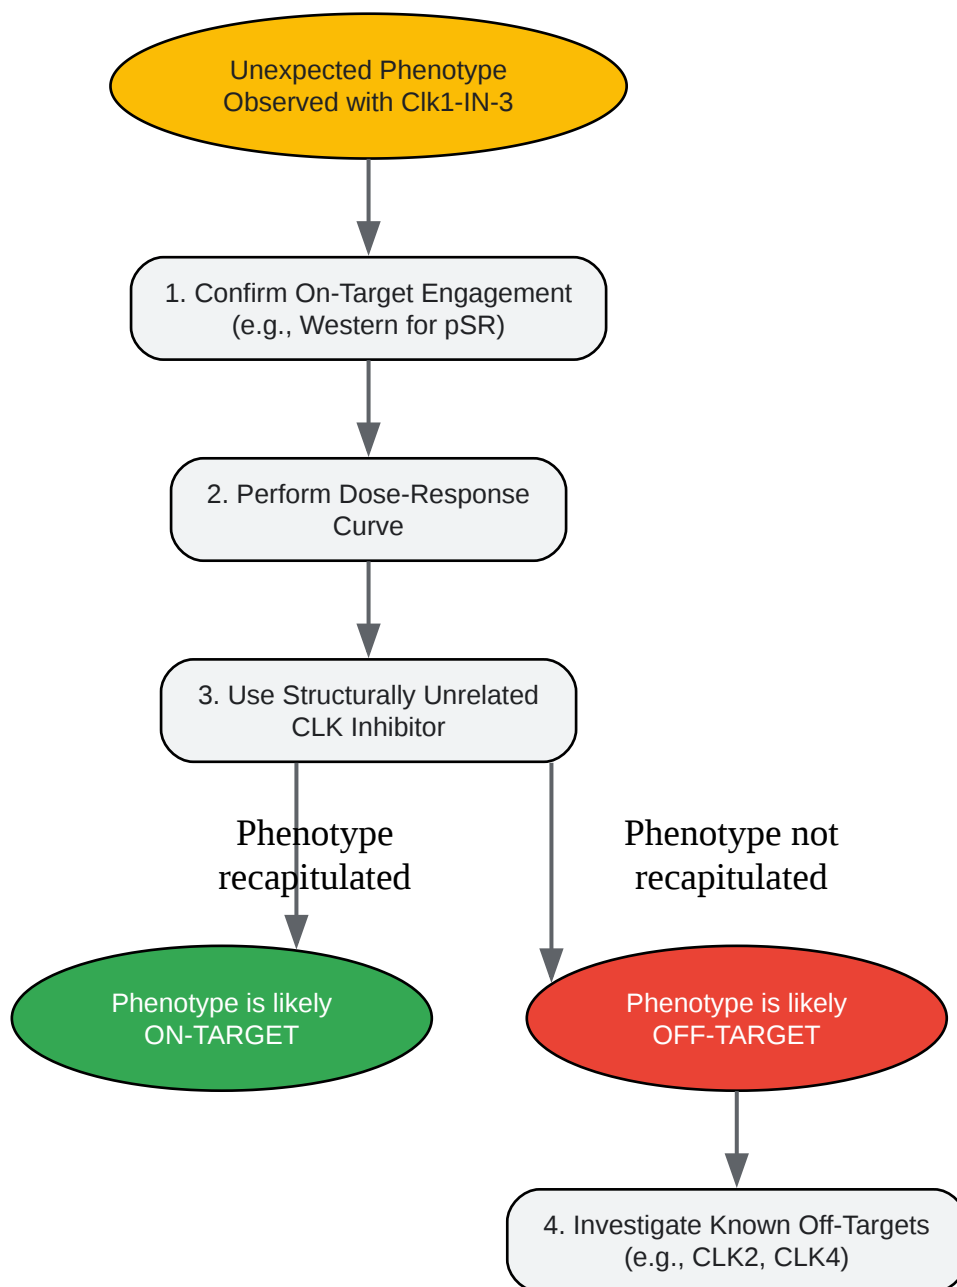 Unexpected Phenotype
Observed with Clk1-IN-3
1. Confirm On-Target Engagement
(e.g., Western for pSR)
2. Perform Dose-Response
Curve
3. Use Structurally Unrelated
CLK Inhibitor
Phenotype
recapitulated
Phenotype not
recapitulated
Phenotype is likely
ON-TARGET
Phenotype is likely
OFF-TARGET
4. Investigate Known Off-Targets
(e.g., CLK2, CLK4)